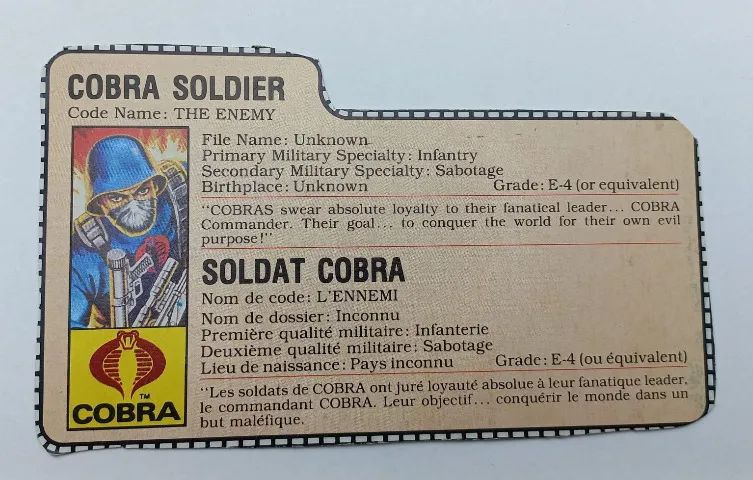 COBRA SOLDIER
Code Name: THE ENEMY
File Name: Unknown
Primary Military Specialty: Infantry
Secondary Military Specialty: Sabotage
Birthplace: Unknown Grade: E-4 (or equivalent)
"COBRAS swear absolute loyalty to their fanatical leader... COBRA
Commander. Their goal... to conquer the world for their own evil
purpose!"
SOLDAT COBRA
Nom de code: L'ENNEMI
Nom de dossier: Inconnu
Première qualité militaire: Infanterie
Deuxième qualité militaire: Sabotage
Lieu de naissance: Pays inconnu Grade: E-4 (ou équivalent)
"Les soldats de COBRA ont juré loyauté absolue à leur fanatique leader,
le commandant COBRA. Leur objectif... conquérir le monde dans un
but maléfique.
TM
COBRA